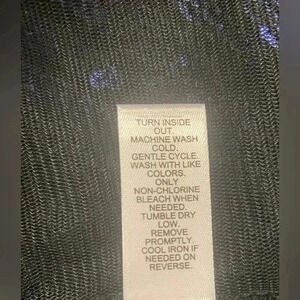 TURN INSIDE
OUT.
MACHINE WASH
COLD.
GENTLE CYCLE.
WASH WITH LIKE
COLORS.
ONLY
NON-CHLORINE
BLEACH WHEN
NEEDED.
TUMBLE DRY
LOW.
REMOVE
PROMPTLY.
COOL IRON IF
NEEDED ON
REVERSE.